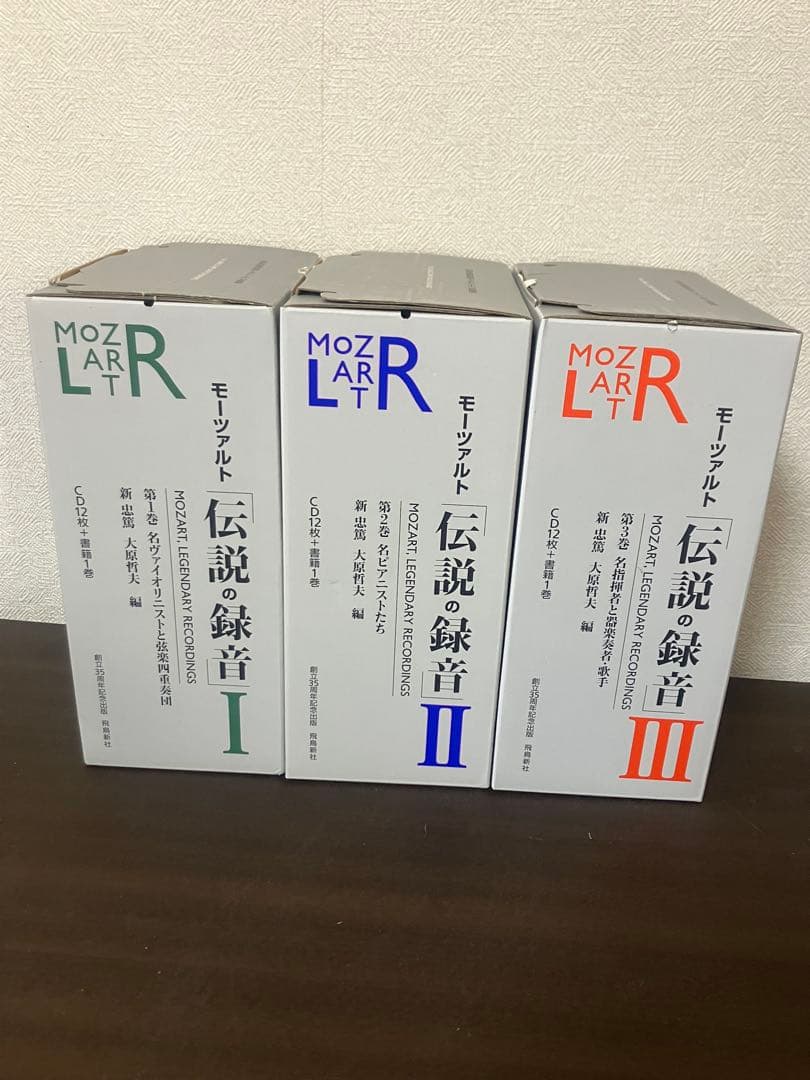 MOZ
ART
LR
モーツァルト
「伝説の録音」
MOZART, LEGENDARY RECORDINGS
第1巻 名ヴァイオリニストと弦楽四重奏団
新 忠篤 大原哲夫 編
CD12枚+書籍1巻
創立35周年記念出版 飛鳥新社
I
MOZ
ART
LR
モーツァルト
「伝説の録音」
MOZART, LEGENDARY RECORDINGS
第2巻 名ピアニストたち
新 忠篤 大原哲夫 編
CD12枚+書籍1巻
創立35周年記念出版 飛鳥新社
II
MOZ
ART
LR
モーツァルト
「伝説の録音」
MOZART, LEGENDARY RECORDINGS
第3巻 名指揮者と器楽奏者・歌手
新 忠篤 大原哲夫 編
CD12枚+書籍1巻
創立35周年記念出版 飛鳥新社
III